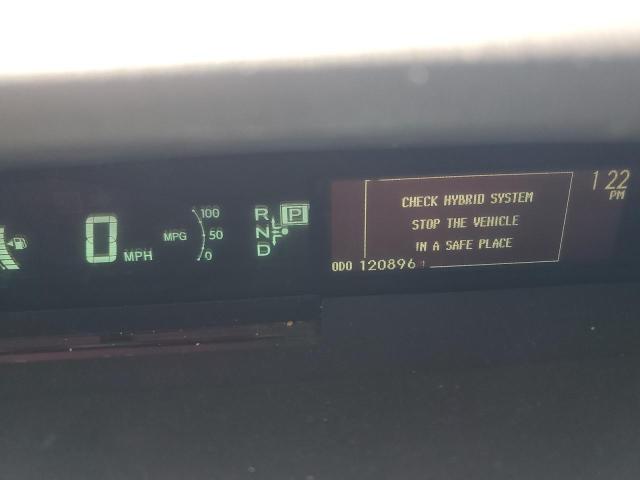 0 MPH
MPG
100
50
0
R P
N
D
CHECK HYBRID SYSTEM
STOP THE VEHICLE
IN A SAFE PLACE
ODO 120896
1 22
PM